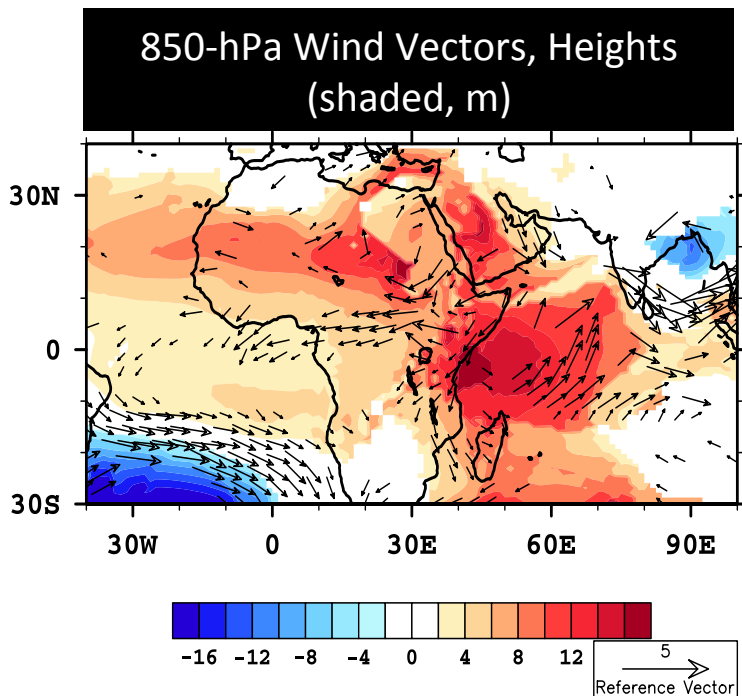 850-hPa Wind Vectors, Heights
(shaded, m)
30N
0
30S
30W 0 30E 60E 90E
-16 -12 -8 -4 0 4 8 12
5
Reference Vector